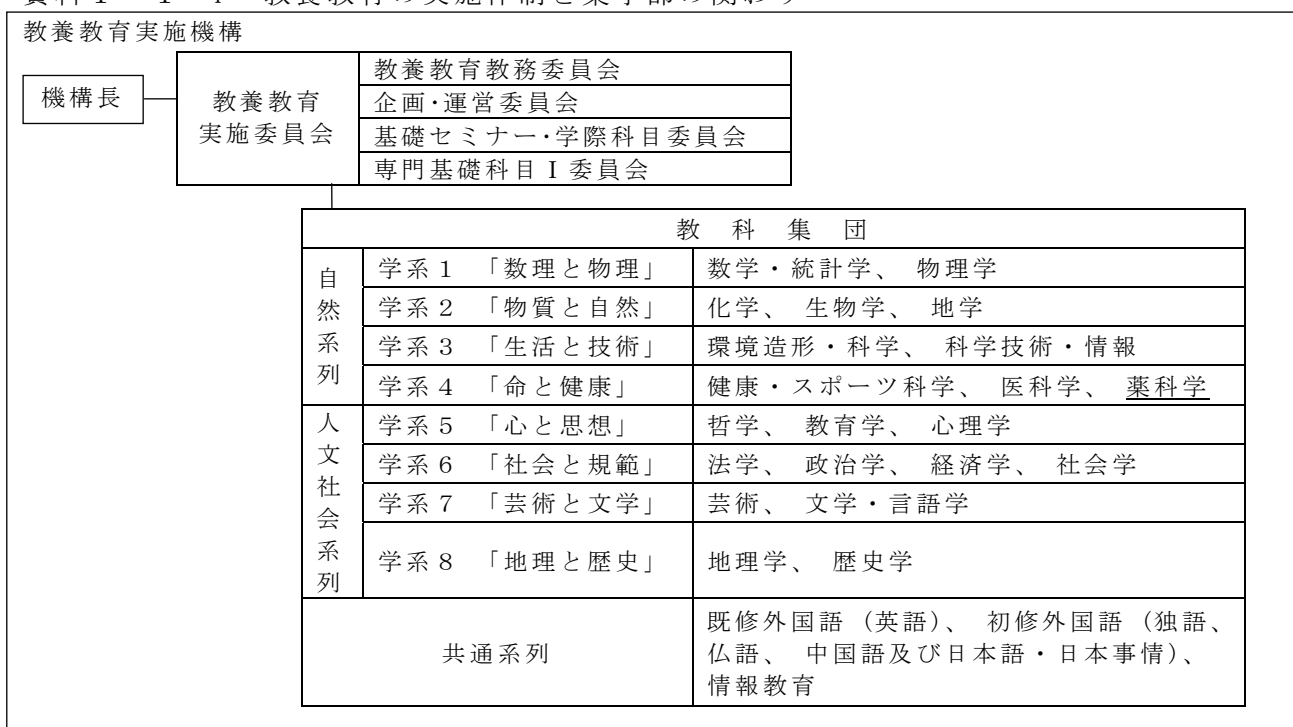 教養教育実施機構
機構長
教養教育
実施委員会
教養教育教務委員会
企画・運営委員会
基礎セミナー・学際科目委員会
専門基礎科目Ⅰ委員会
教 科 集 団
自然系列
学系1 「数理と物理」 数学・統計学、 物理学
学系2 「物質と自然」 化学、 生物学、 地学
学系3 「生活と技術」 環境造形・科学、 科学技術・情報
学系4 「命と健康」 健康・スポーツ科学、 医科学、 薬科学
人文社会系列
学系5 「心と思想」 哲学、 教育学、 心理学
学系6 「社会と規範」 法学、 政治学、 経済学、 社会学
学系7 「芸術と文学」 芸術、 文学・言語学
学系8 「地理と歴史」 地理学、 歴史学
共通系列
既修外国語 (英語)、 初修外国語 (独語、
仏語、 中国語及び日本語・日本事情)、
情報教育